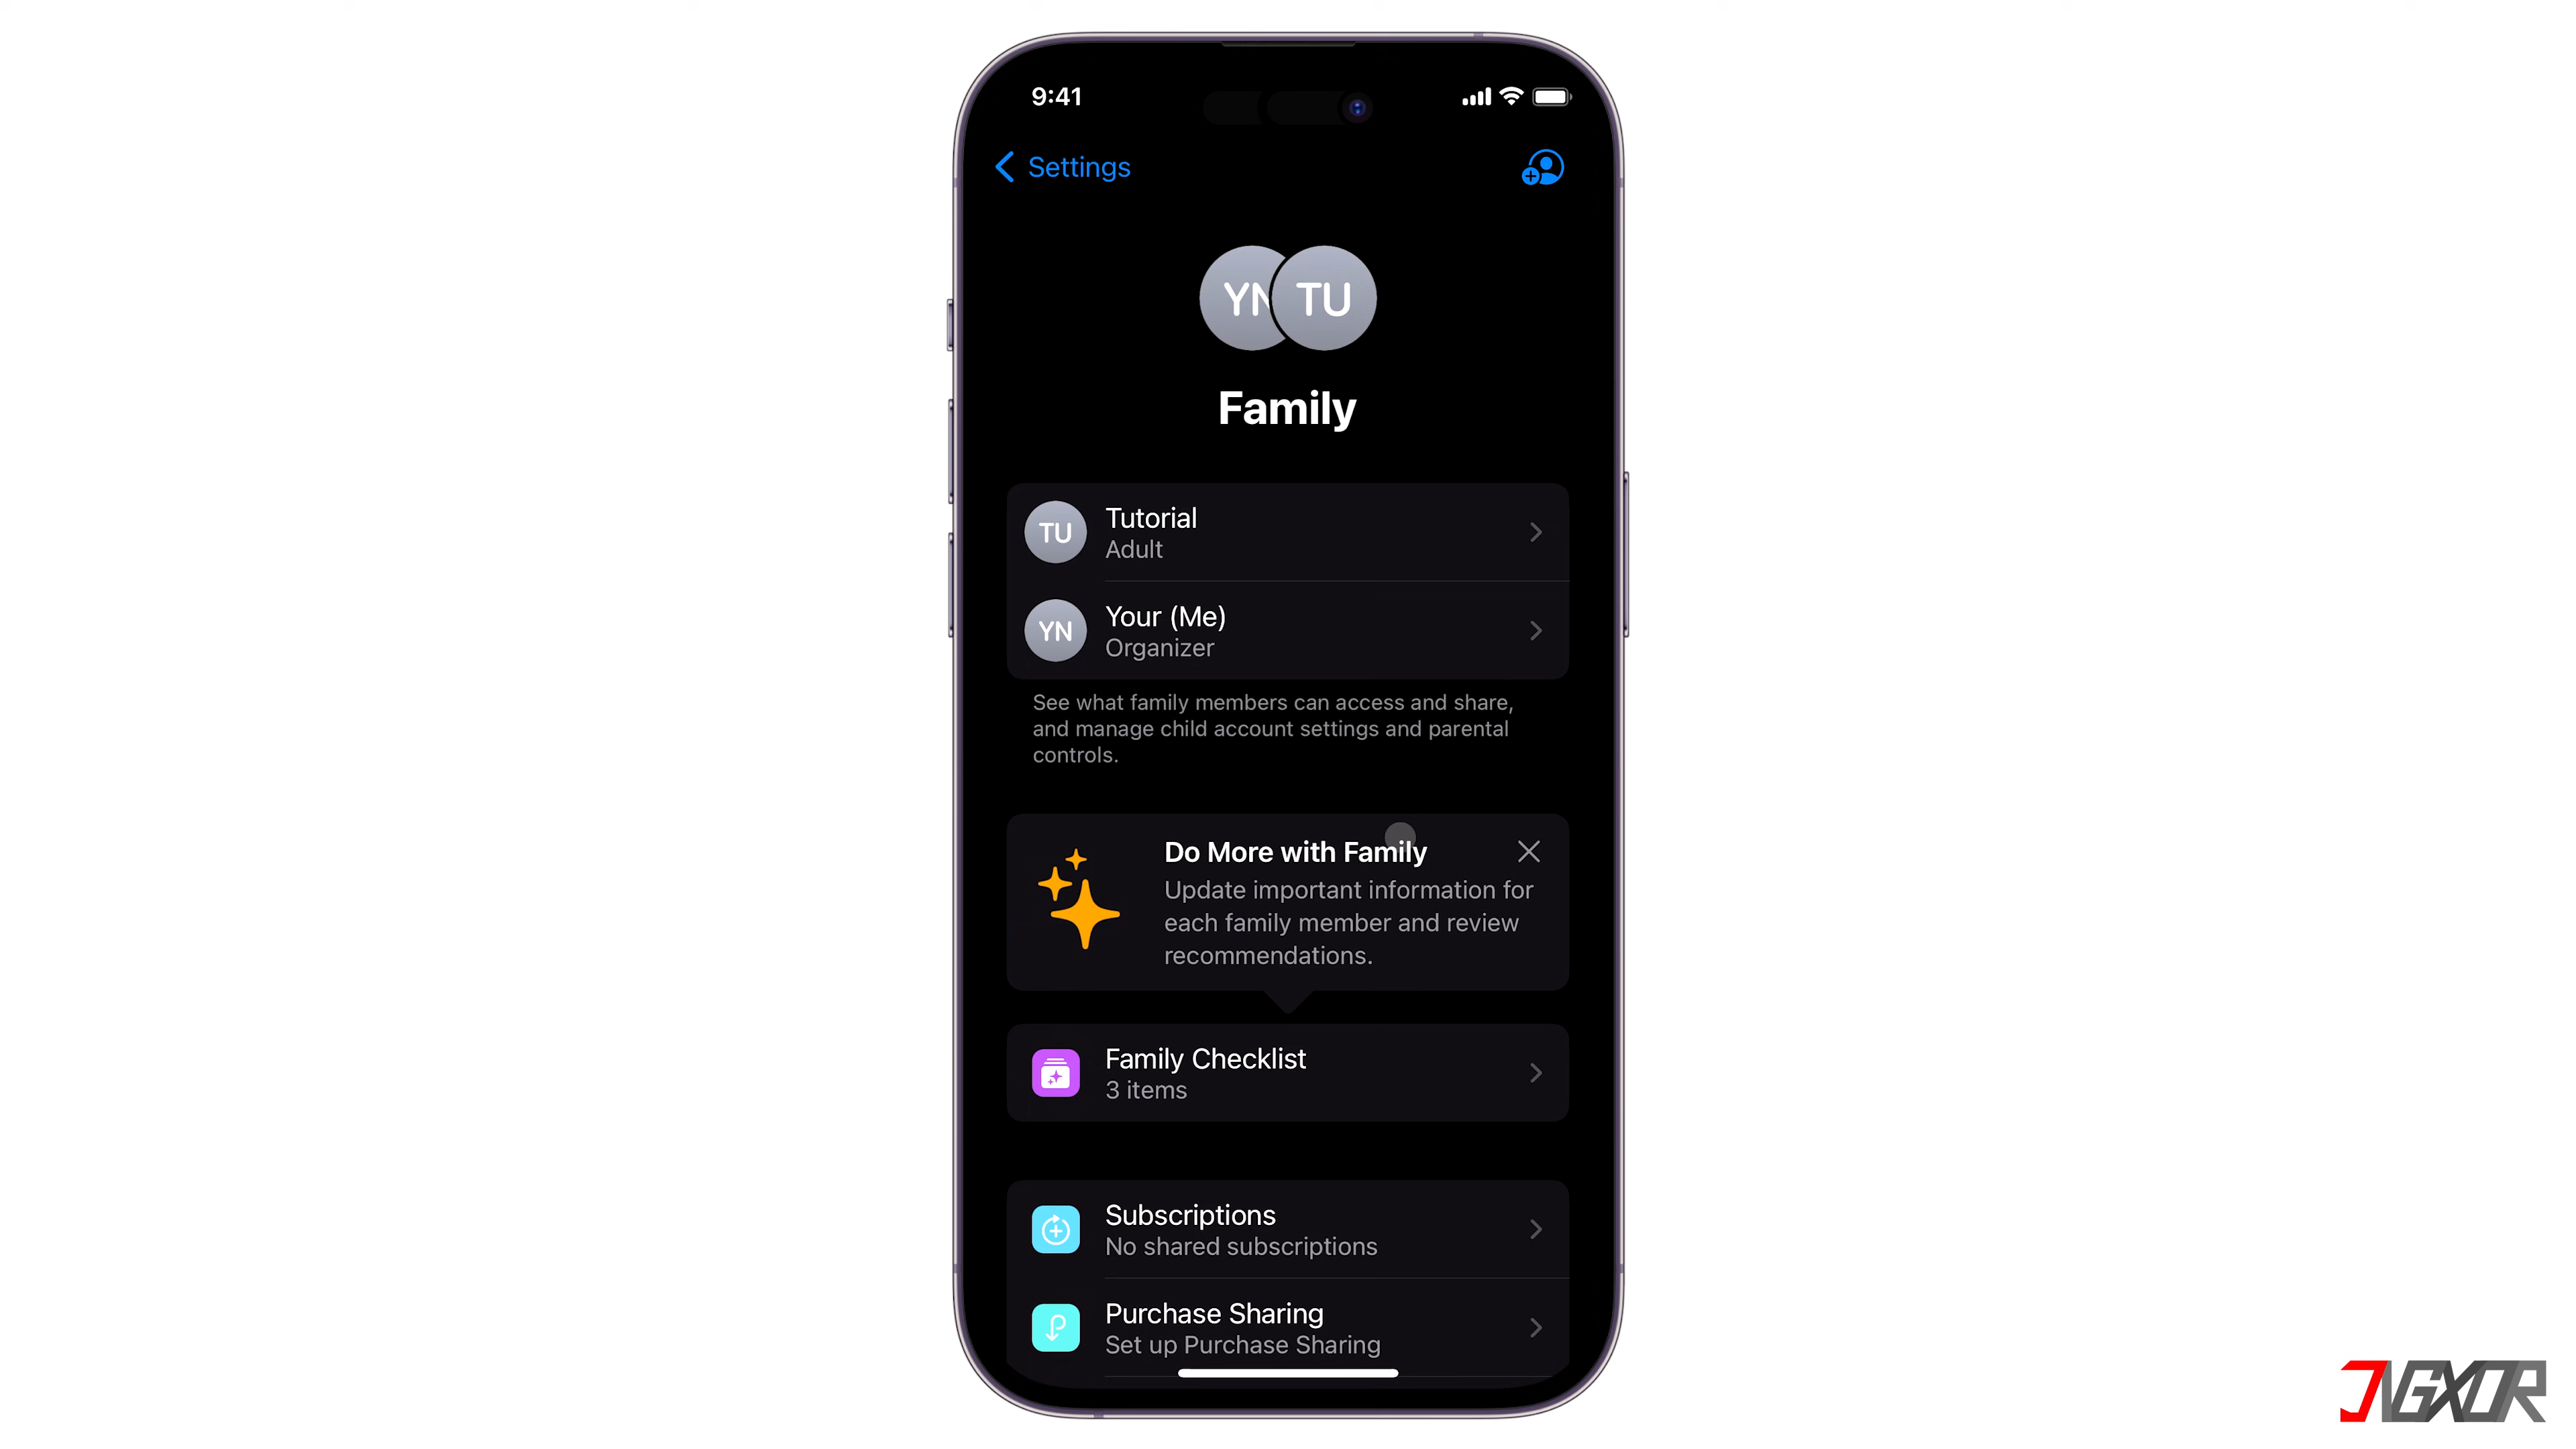 9:41
Settings
YN TU
Family
TU
Tutorial
Adult
YN
Your (Me)
Organizer
See what family members can access and share,
and manage child account settings and parental
controls.
Do More with Family
Update important information for
each family member and review
recommendations.
Family Checklist
3 items
Subscriptions
No shared subscriptions
Purchase Sharing
Set up Purchase Sharing